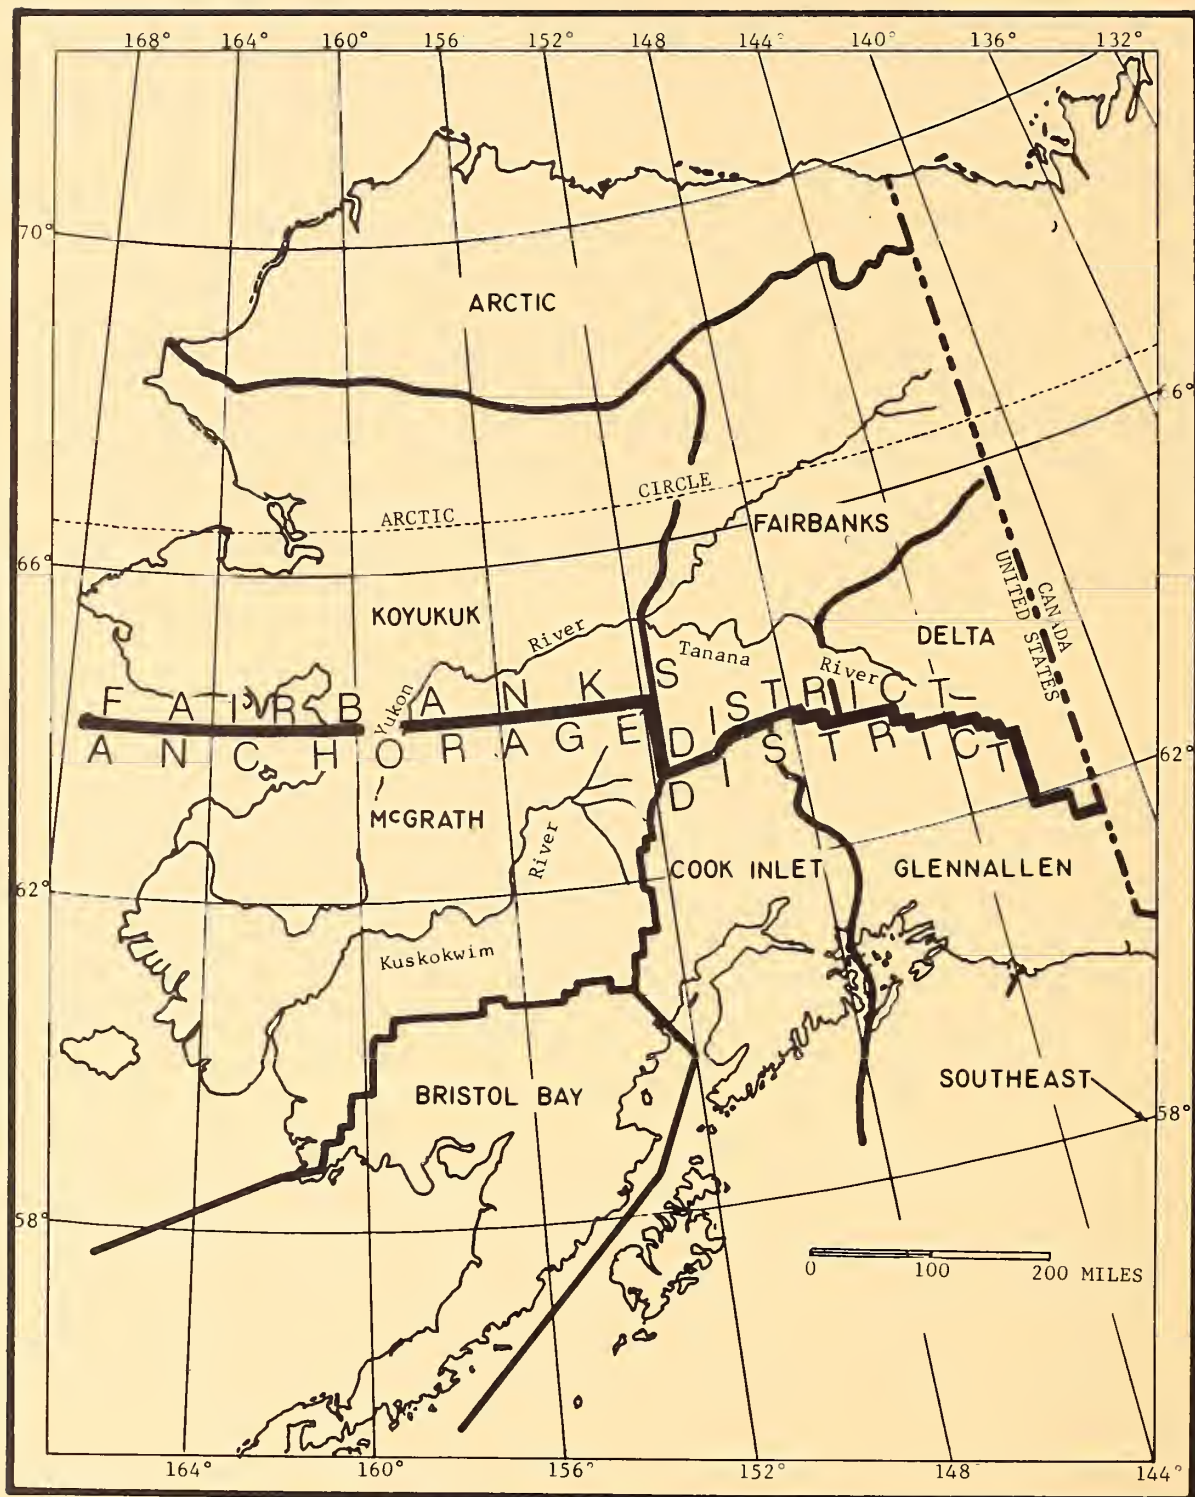 168° 164° 160° 156° 152° 148° 144° 140° 136° 132°
70°
ARCTIC
66°
CIRCLE
ARCTIC
FAIRBANKS
66°
CANADA
UNITED STATES
KOYUKUK
DELTA
River
Tanana
River
Yukon
FAIRBANKS DISTRICT
ANCHORAGE DISTRICT
62°
McGRATH
River
COOK INLET
GLENNALLEN
62°
Kuskokwim
SOUTHEAST
BRISTOL BAY
58°
58°
0 100 200 MILES
164° 160° 156° 152° 148° 144°